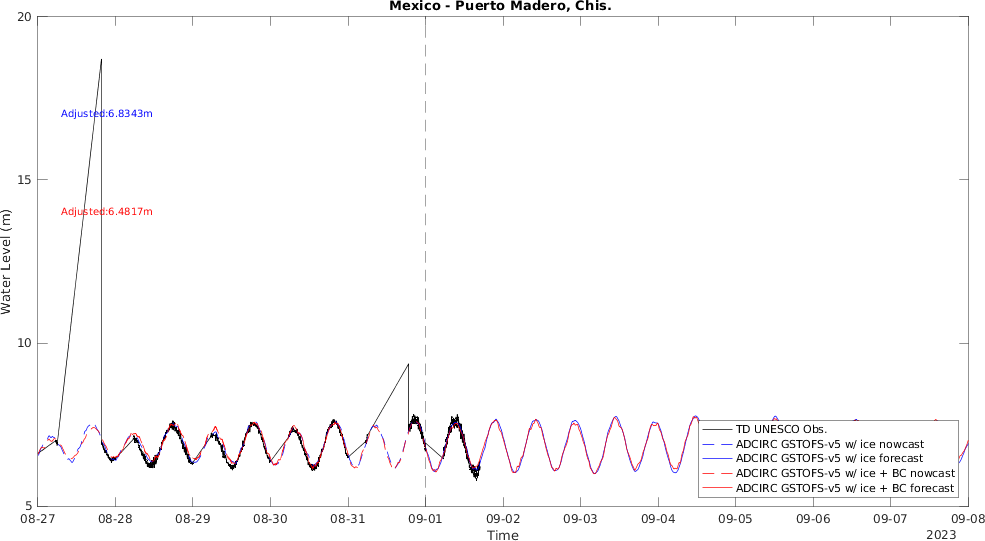 Mexico - Puerto Madero, Chis.
20
Adjusted:6.8343m
15
Adjusted:6.4817m
Water Level (m)
10
TD UNESCO Obs.
ADCIRC GSTOFS-v5 w/ ice nowcast
ADCIRC GSTOFS-v5 w/ ice forecast
ADCIRC GSTOFS-v5 w/ ice + BC nowcast
ADCIRC GSTOFS-v5 w/ ice + BC forecast
5
08-27 08-28 08-29 08-30 08-31 09-01 09-02 09-03 09-04 09-05 09-06 09-07 09-08
Time
2023